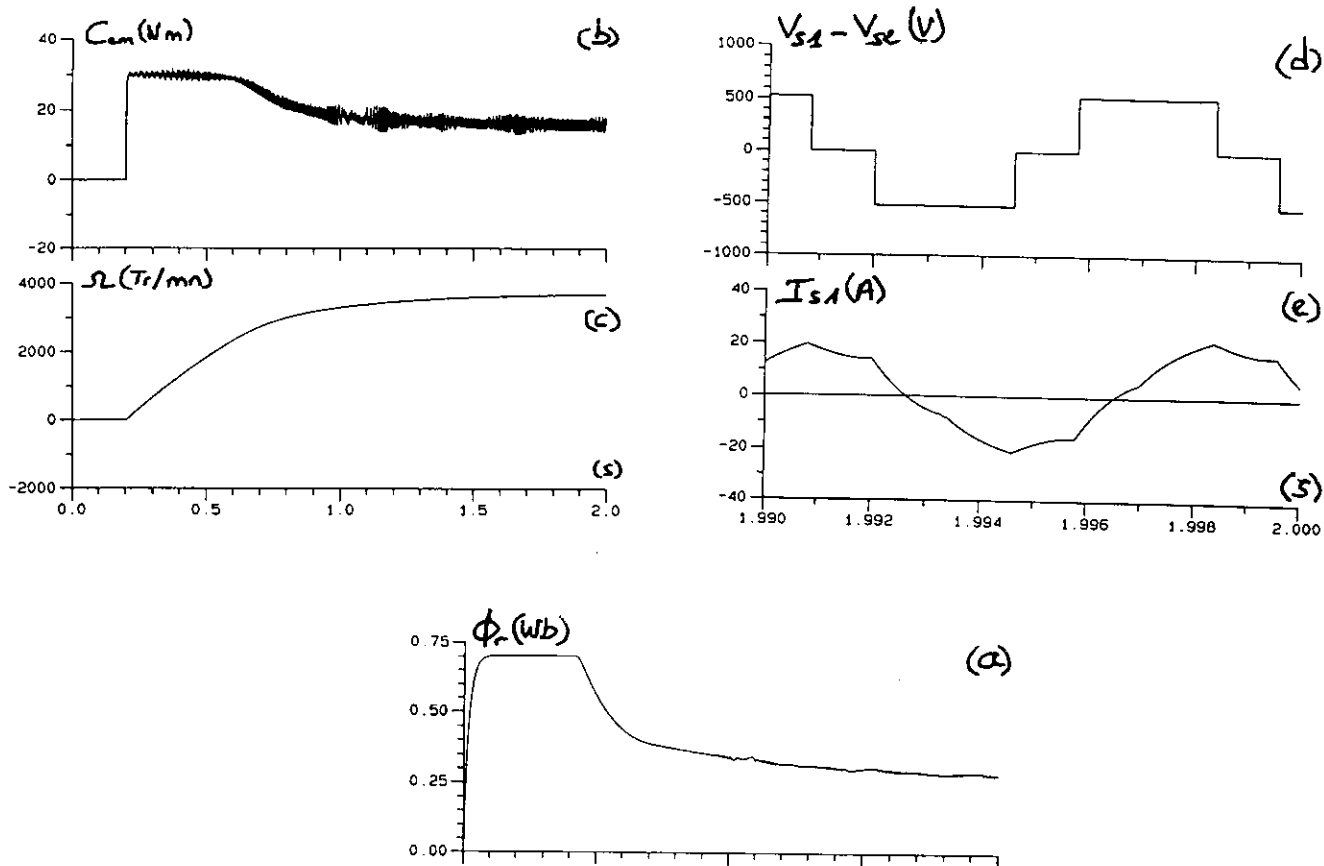 Cem (Nm)
(b)
40
20
0
-20
Ω (Tr/mn)
(c)
4000
2000
0
-2000
(s)
0.0 0.5 1.0 1.5 2.0
Vs1 - Vs2 (V)
(d)
1000
500
0
-500
-1000
Is1 (A)
(e)
40
20
0
-20
-40
(s)
1.990 1.992 1.994 1.996 1.998 2.000
Φr (Wb)
(a)
0.75
0.50
0.25
0.00